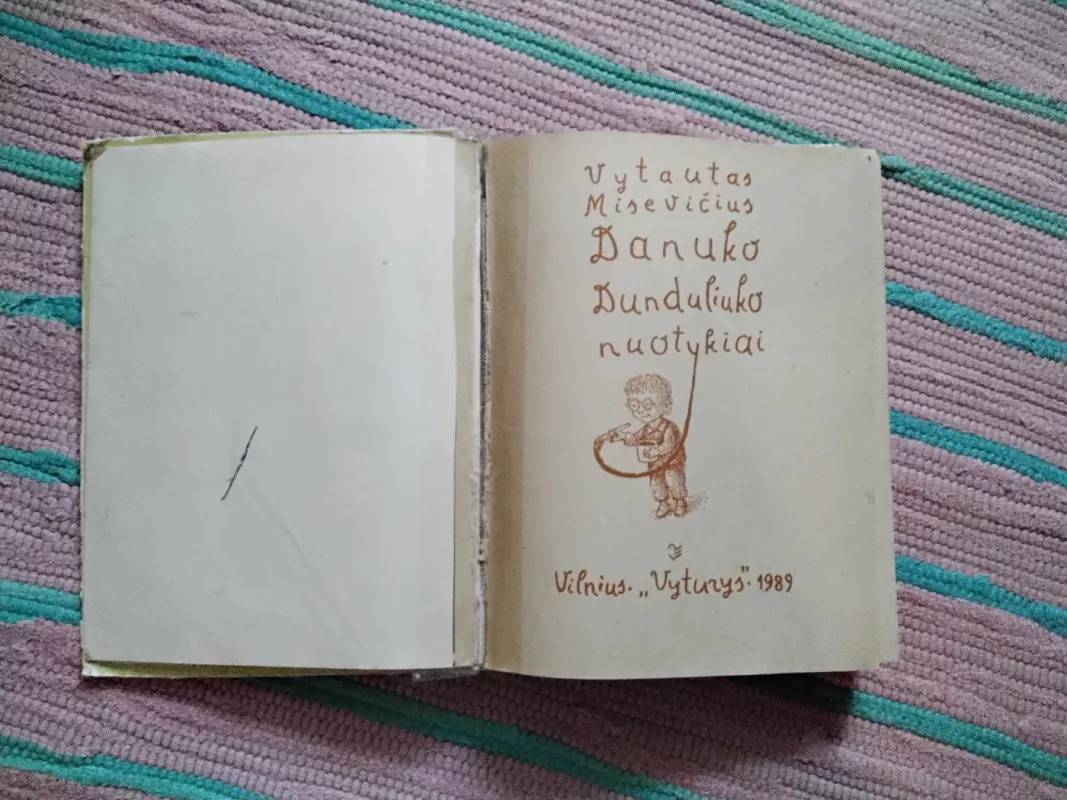 Vytautas
Misevičius
Danuko
Dunduliuko
nuotykiai
Vilnius. „Vyturys". 1989